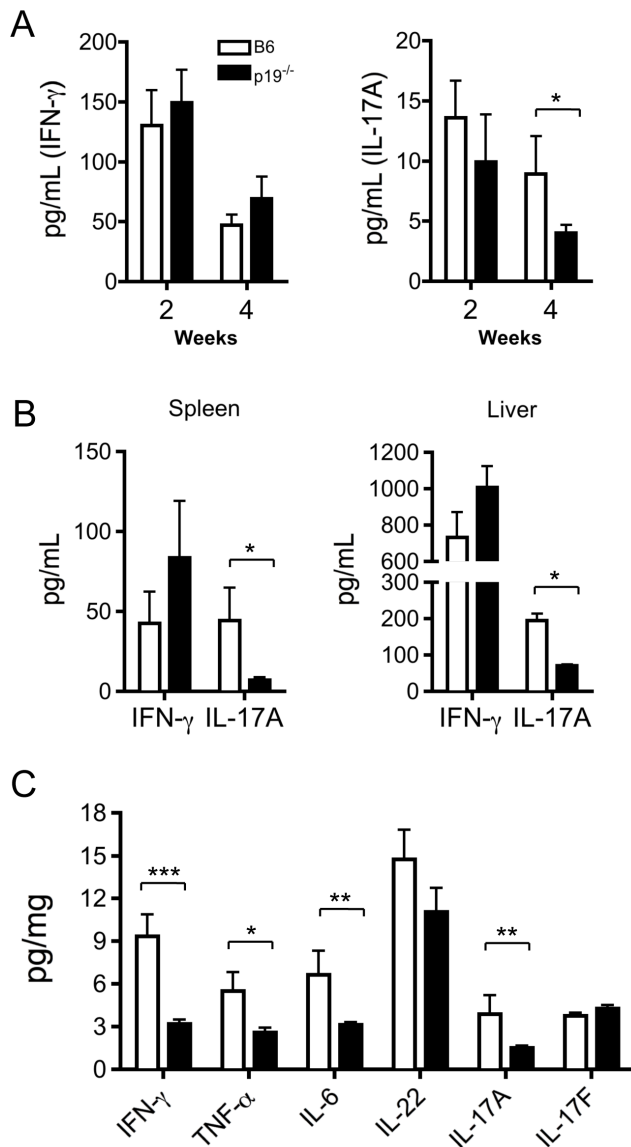 A
B6
p19-/-
pg/mL (IFN-γ)
200
150
100
50
0
2 4
Weeks
pg/mL (IL-17A)
20
15
10
5
0
*
2 4
Weeks
B
Spleen
pg/mL
150
100
50
0
*
IFN-γ IL-17A
Liver
pg/mL
1200
1000
800
600
300
200
100
0
*
IFN-γ IL-17A
C
pg/mg
18
15
12
9
6
3
0
***
*
**
**
IFN-γ
TNF-α
IL-6
IL-22
IL-17A
IL-17F